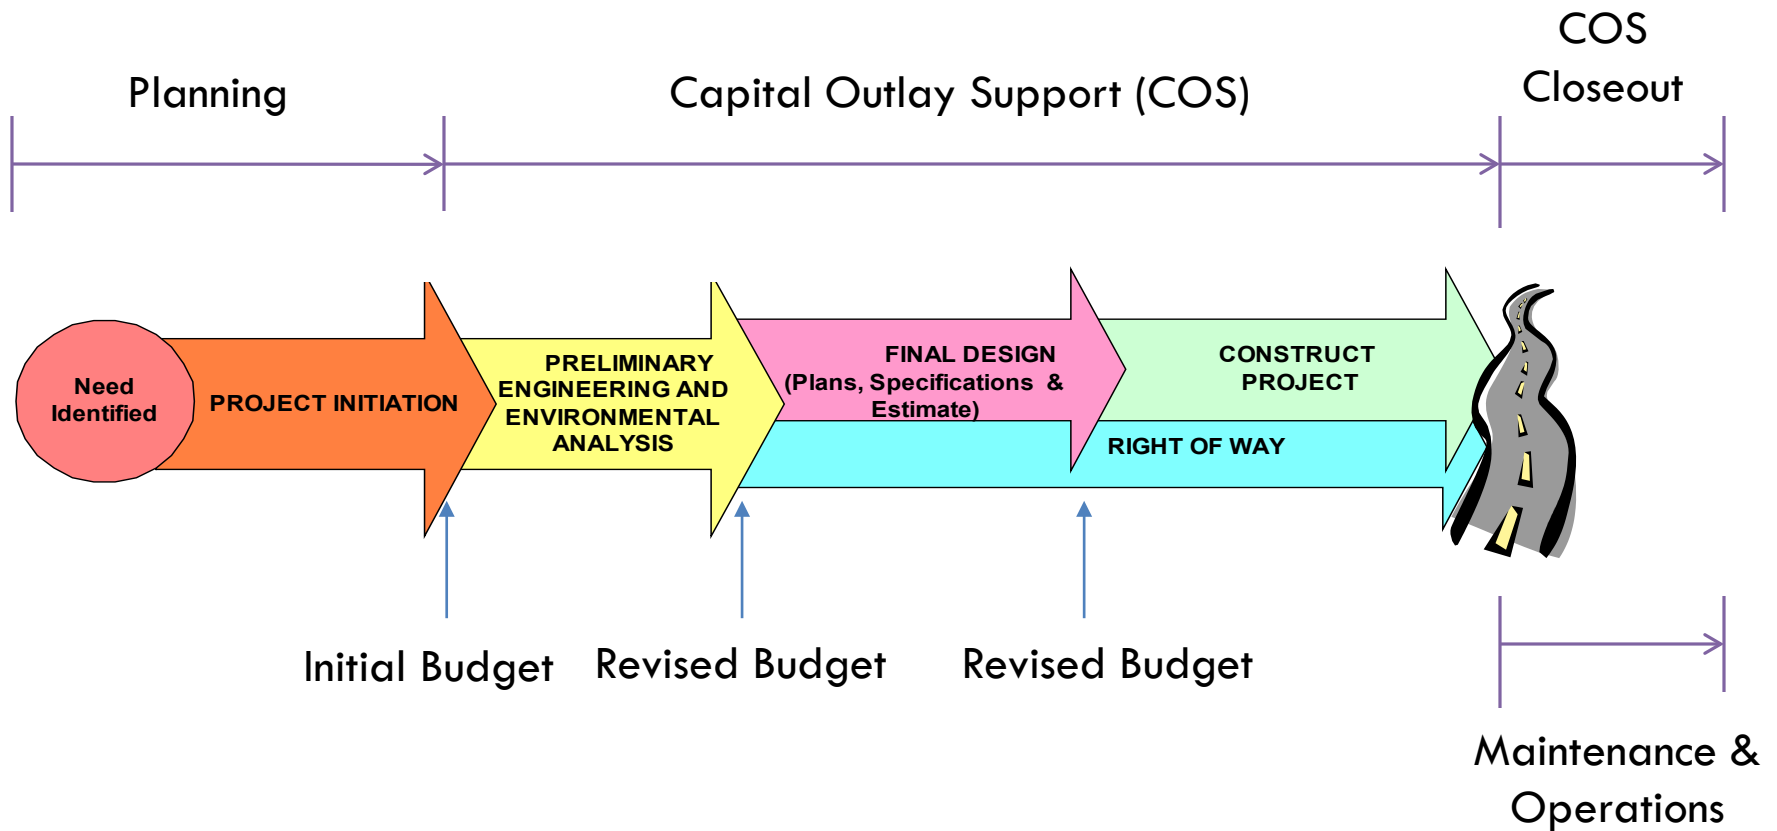 Planning
Capital Outlay Support (COS)
COS
Closeout
Need
Identified
PROJECT INITIATION
PRELIMINARY
ENGINEERING AND
ENVIRONMENTAL
ANALYSIS
FINAL DESIGN
(Plans, Specifications &
Estimate)
CONSTRUCT
PROJECT
RIGHT OF WAY
Initial Budget
Revised Budget
Revised Budget
Maintenance &
Operations